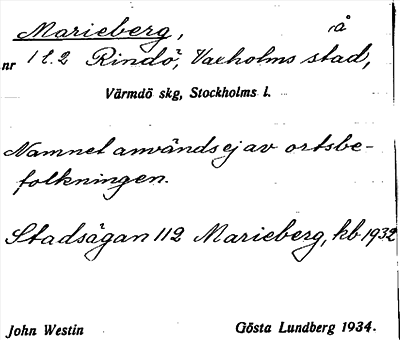 Marieberg, å
nr 1 l. 2 Rindö, Vaxholms stad,
Värmdö skg, Stockholms l.
Namnet användes ej av ortsbe-
folkningen.
Stadsägan 112 Marieberg, kb 1932
John Westin Gösta Lundberg 1934.